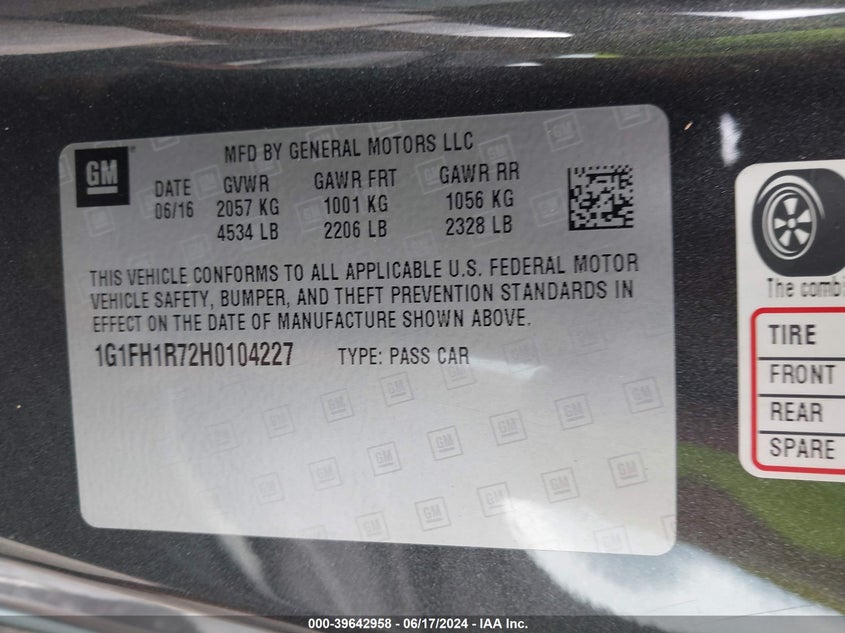 GM
MFD BY GENERAL MOTORS LLC
DATE GVWR GAWR FRT GAWR RR
06/16 2057 KG 1001 KG 1056 KG
4534 LB 2206 LB 2328 LB
THIS VEHICLE CONFORMS TO ALL APPLICABLE U.S. FEDERAL MOTOR
VEHICLE SAFETY, BUMPER, AND THEFT PREVENTION STANDARDS IN
EFFECT ON THE DATE OF MANUFACTURE SHOWN ABOVE.
1G1FH1R72H0104227 TYPE: PASS CAR
The
TIRE
FRONT
REAR
SPARE
000-39642958 - 06/17/2024 - IAA Inc.